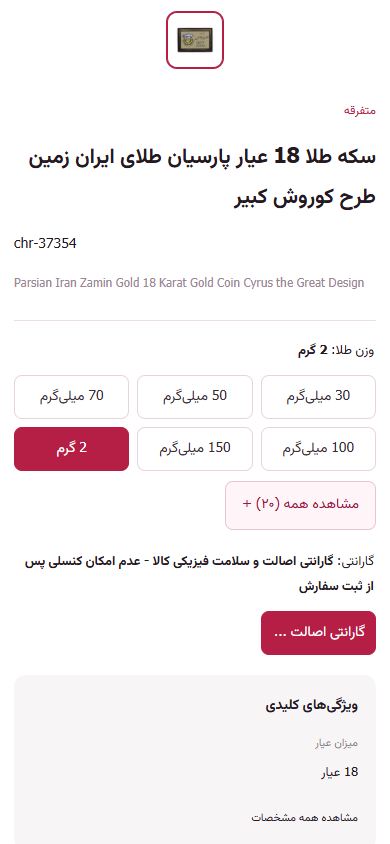 متفرقه
سکه طلا 18 عیار پارسیان طلای ایران زمین
طرح کوروش کبیر
chr-37354
Parsian Iran Zamin Gold 18 Karat Gold Coin Cyrus the Great Design
وزن طلا: 2 گرم
30 میلی‌گرم
50 میلی‌گرم
70 میلی‌گرم
100 میلی‌گرم
150 میلی‌گرم
2 گرم
مشاهده همه (۲۰) +
گارانتی: گارانتی اصالت و سلامت فیزیکی کالا - عدم امکان کنسلی پس
از ثبت سفارش
گارانتی اصالت ...
ویژگی‌های کلیدی
میزان عیار
18 عیار
مشاهده همه مشخصات